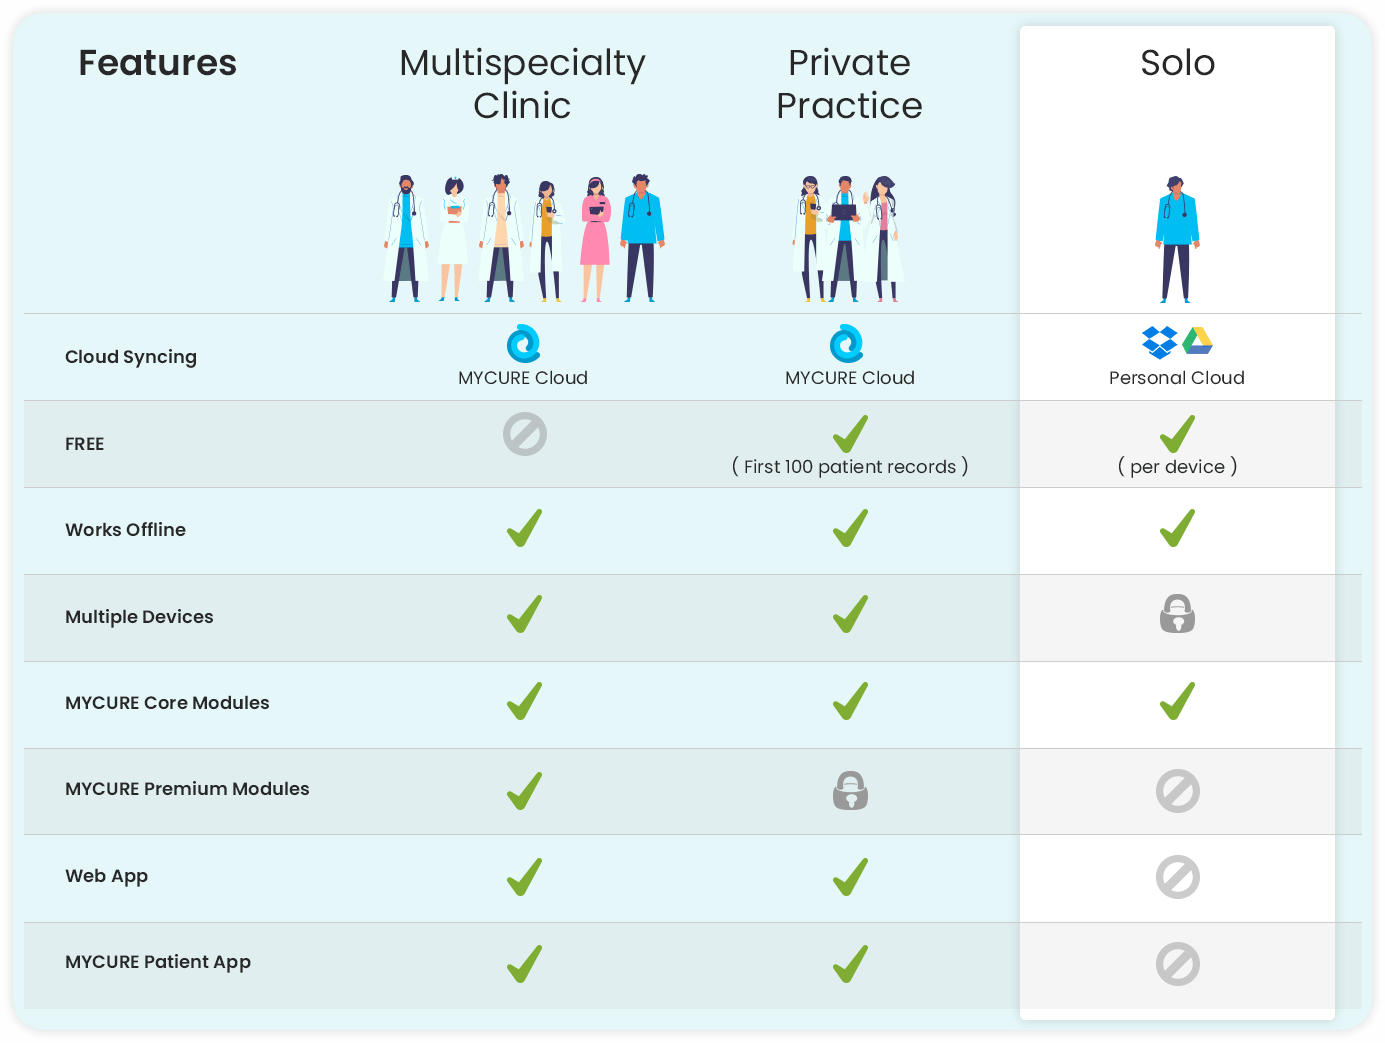 Features
Multispecialty
Clinic
Private
Practice
Solo
Cloud Syncing
MYCURE Cloud
MYCURE Cloud
Personal Cloud
FREE
( First 100 patient records )
( per device )
Works Offline
Multiple Devices
MYCURE Core Modules
MYCURE Premium Modules
Web App
MYCURE Patient App